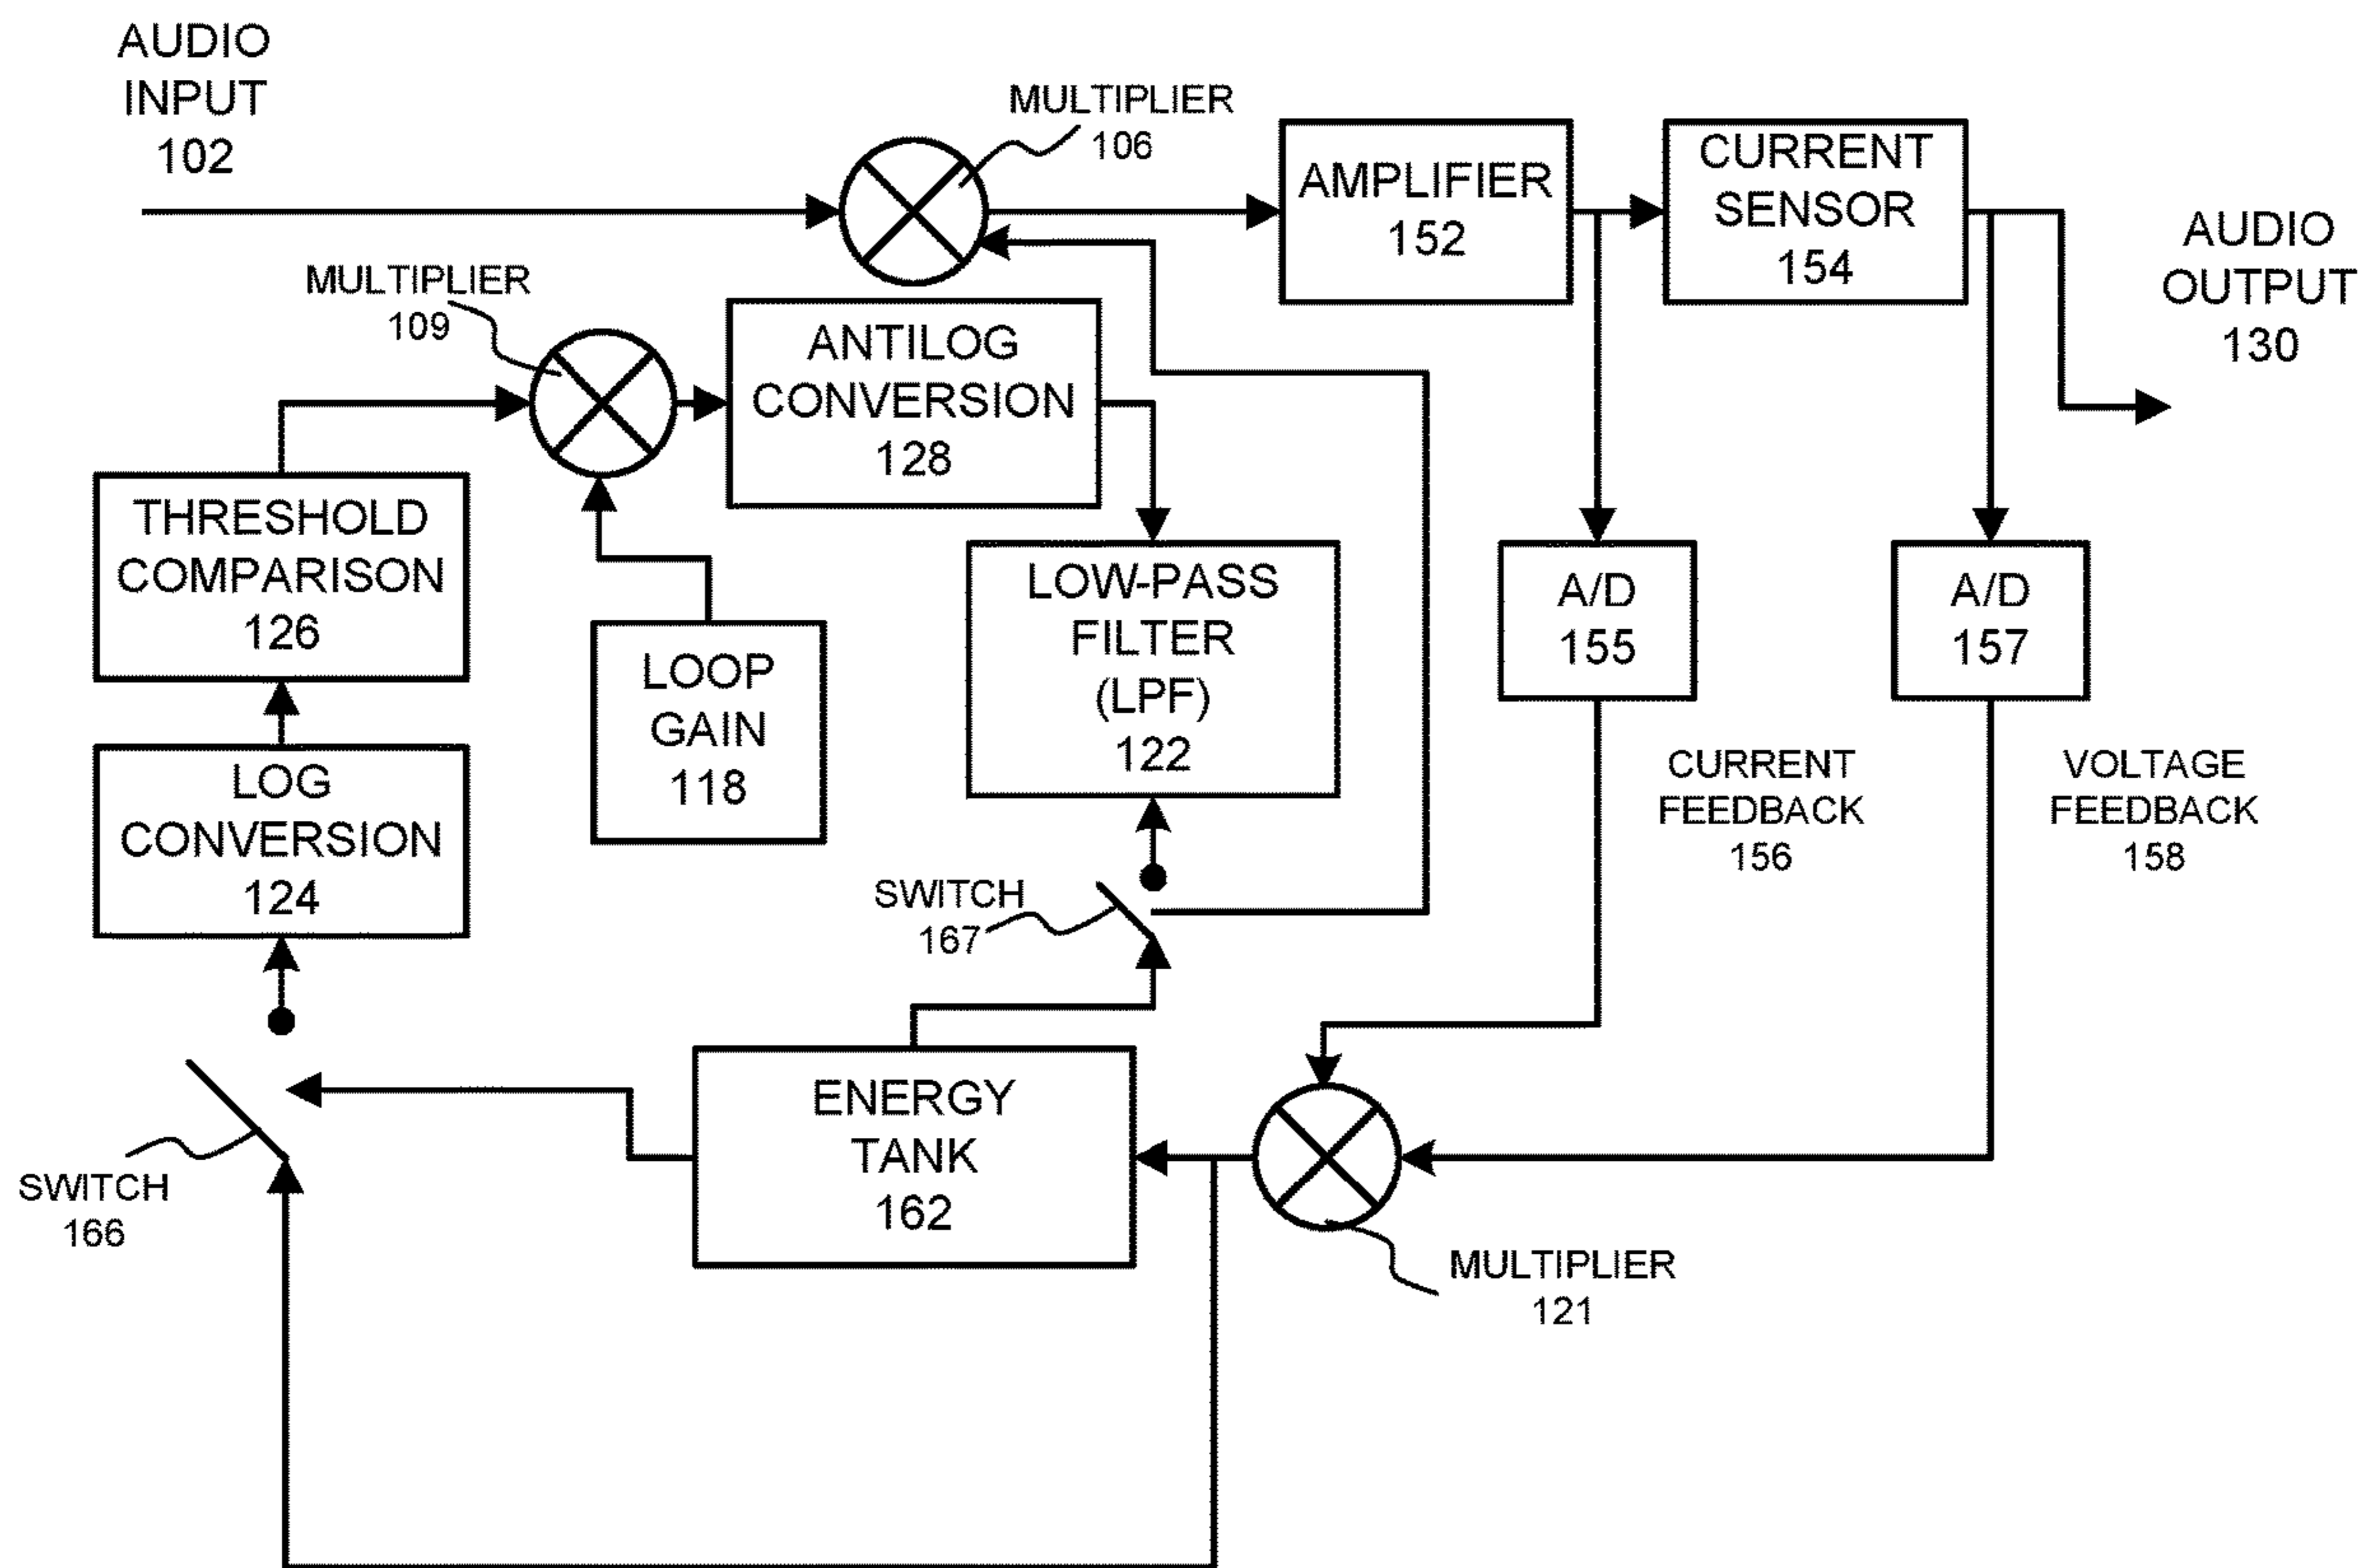 AUDIO
INPUT
102
MULTIPLIER
106
AMPLIFIER
152
CURRENT
SENSOR
154
AUDIO
OUTPUT
130
MULTIPLIER
109
ANTILOG
CONVERSION
128
THRESHOLD
COMPARISON
126
LOOP
GAIN
118
LOW-PASS
FILTER
(LPF)
122
A/D
155
A/D
157
LOG
CONVERSION
124
CURRENT
FEEDBACK
156
VOLTAGE
FEEDBACK
158
SWITCH
167
ENERGY
TANK
162
SWITCH
166
MULTIPLIER
121